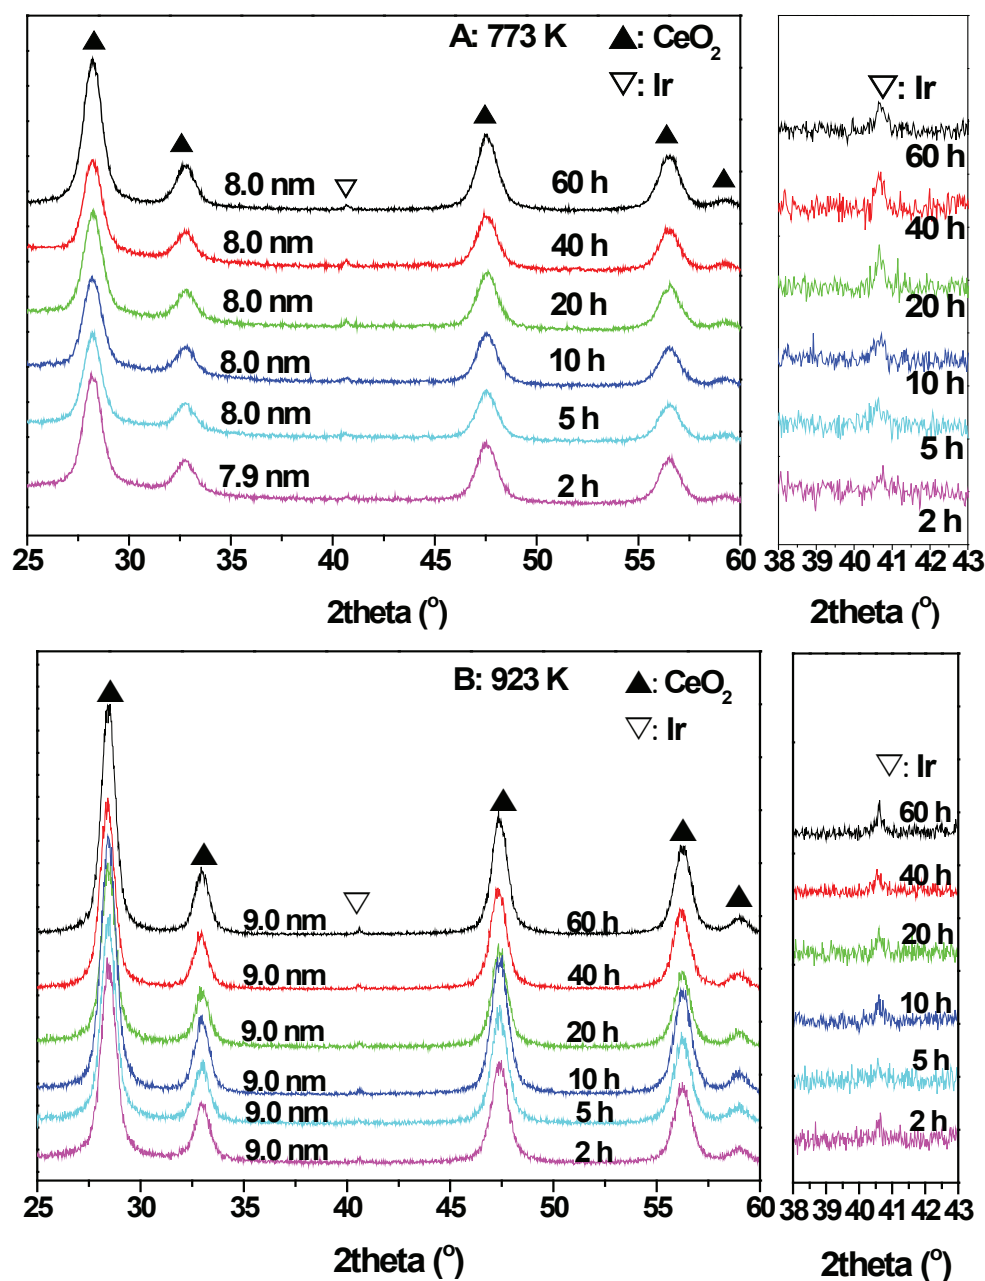 A: 773 K
▲: CeO₂
▽: Ir
8.0 nm
60 h
8.0 nm
40 h
8.0 nm
20 h
8.0 nm
10 h
8.0 nm
5 h
7.9 nm
2 h
25 30 35 40 45 50 55 60
2theta (°)
▽: Ir
60 h
40 h
20 h
10 h
5 h
2 h
38 39 40 41 42 43
2theta (°)
B: 923 K
▲: CeO₂
▽: Ir
9.0 nm
60 h
9.0 nm
40 h
9.0 nm
20 h
9.0 nm
10 h
9.0 nm
5 h
9.0 nm
2 h
25 30 35 40 45 50 55 60
2theta (°)
▽: Ir
60 h
40 h
20 h
10 h
5 h
2 h
38 39 40 41 42 43
2theta (°)